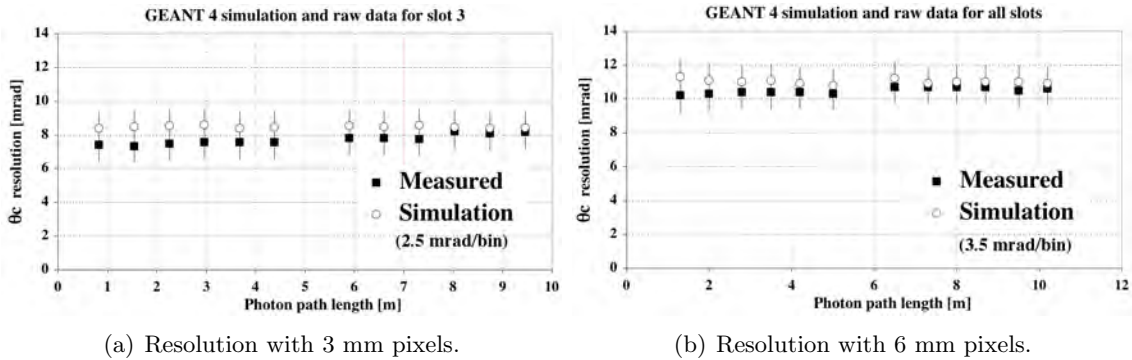 GEANT 4 simulation and raw data for slot 3
14
12
10
8
6
4
2
0
θc resolution [mrad]
Measured
Simulation
(2.5 mrad/bin)
0 1 2 3 4 5 6 7 8 9 10
Photon path length [m]
(a) Resolution with 3 mm pixels.
GEANT 4 simulation and raw data for all slots
14
12
10
8
6
4
2
0
θc resolution [mrad]
Measured
Simulation
(3.5 mrad/bin)
0 2 4 6 8 10 12
Photon path length [m]
(b) Resolution with 6 mm pixels.